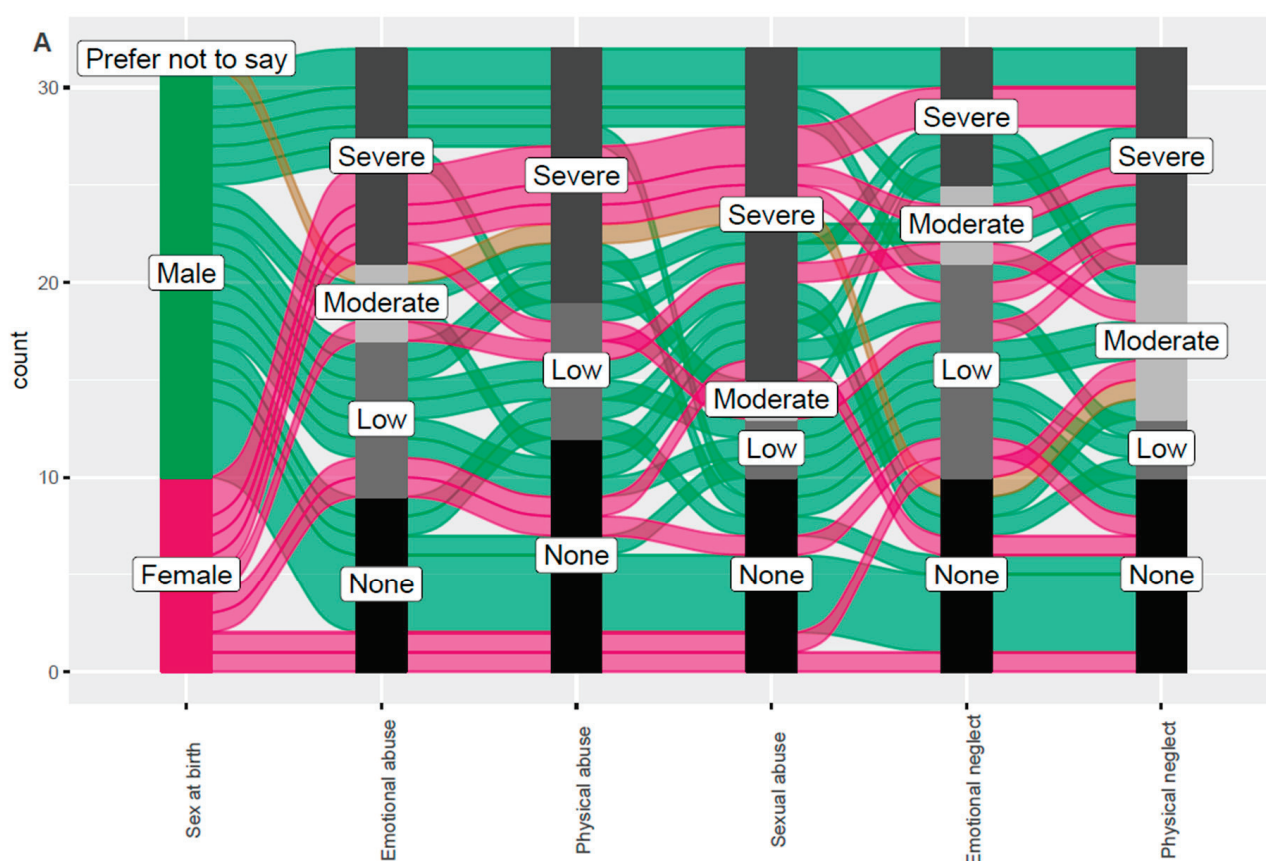 A
Prefer not to say
Male
Female
Severe
Moderate
Low
None
Severe
Low
None
Severe
Moderate
Low
None
Severe
Moderate
Low
None
Severe
Moderate
Low
None
count
30
20
10
0
Sex at birth
Emotional abuse
Physical abuse
Sexual abuse
Emotional neglect
Physical neglect